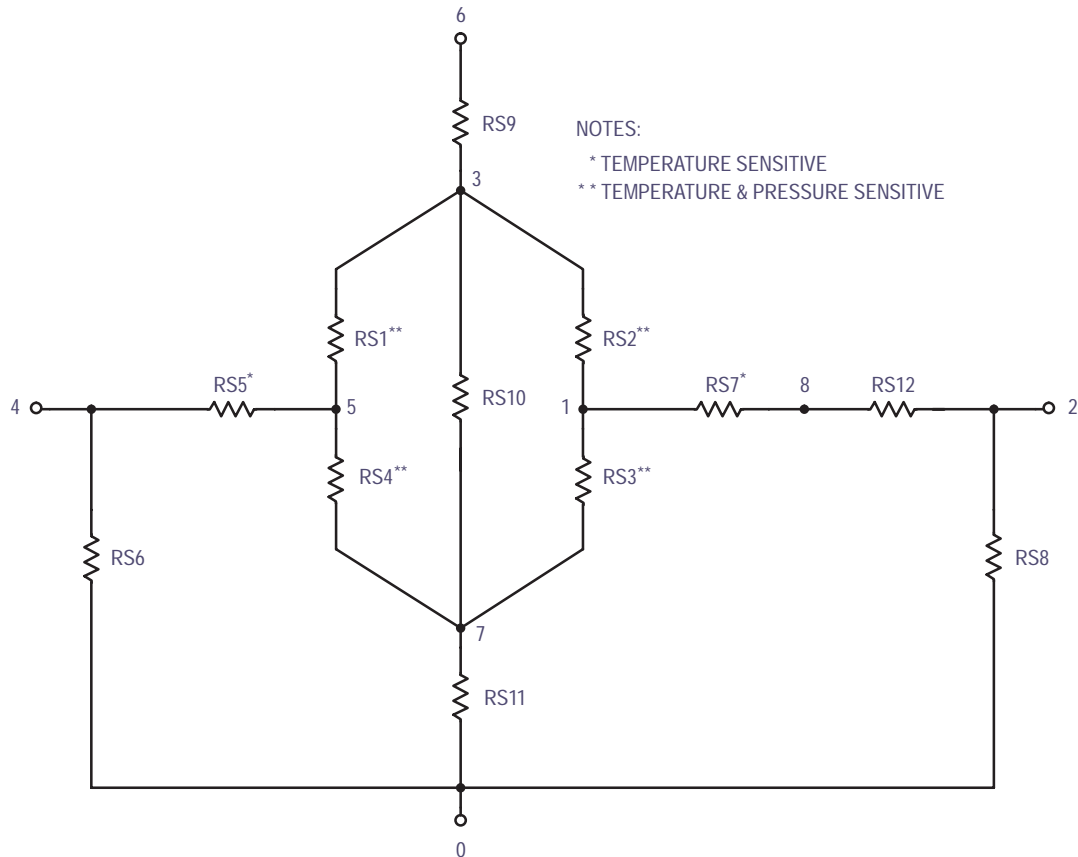 6
RS9
NOTES:
* TEMPERATURE SENSITIVE
** TEMPERATURE & PRESSURE SENSITIVE
3
RS1**
RS2**
RS5*
RS10
RS7*
8
RS12
4
5
1
2
RS4**
RS3**
RS6
RS8
7
RS11
0